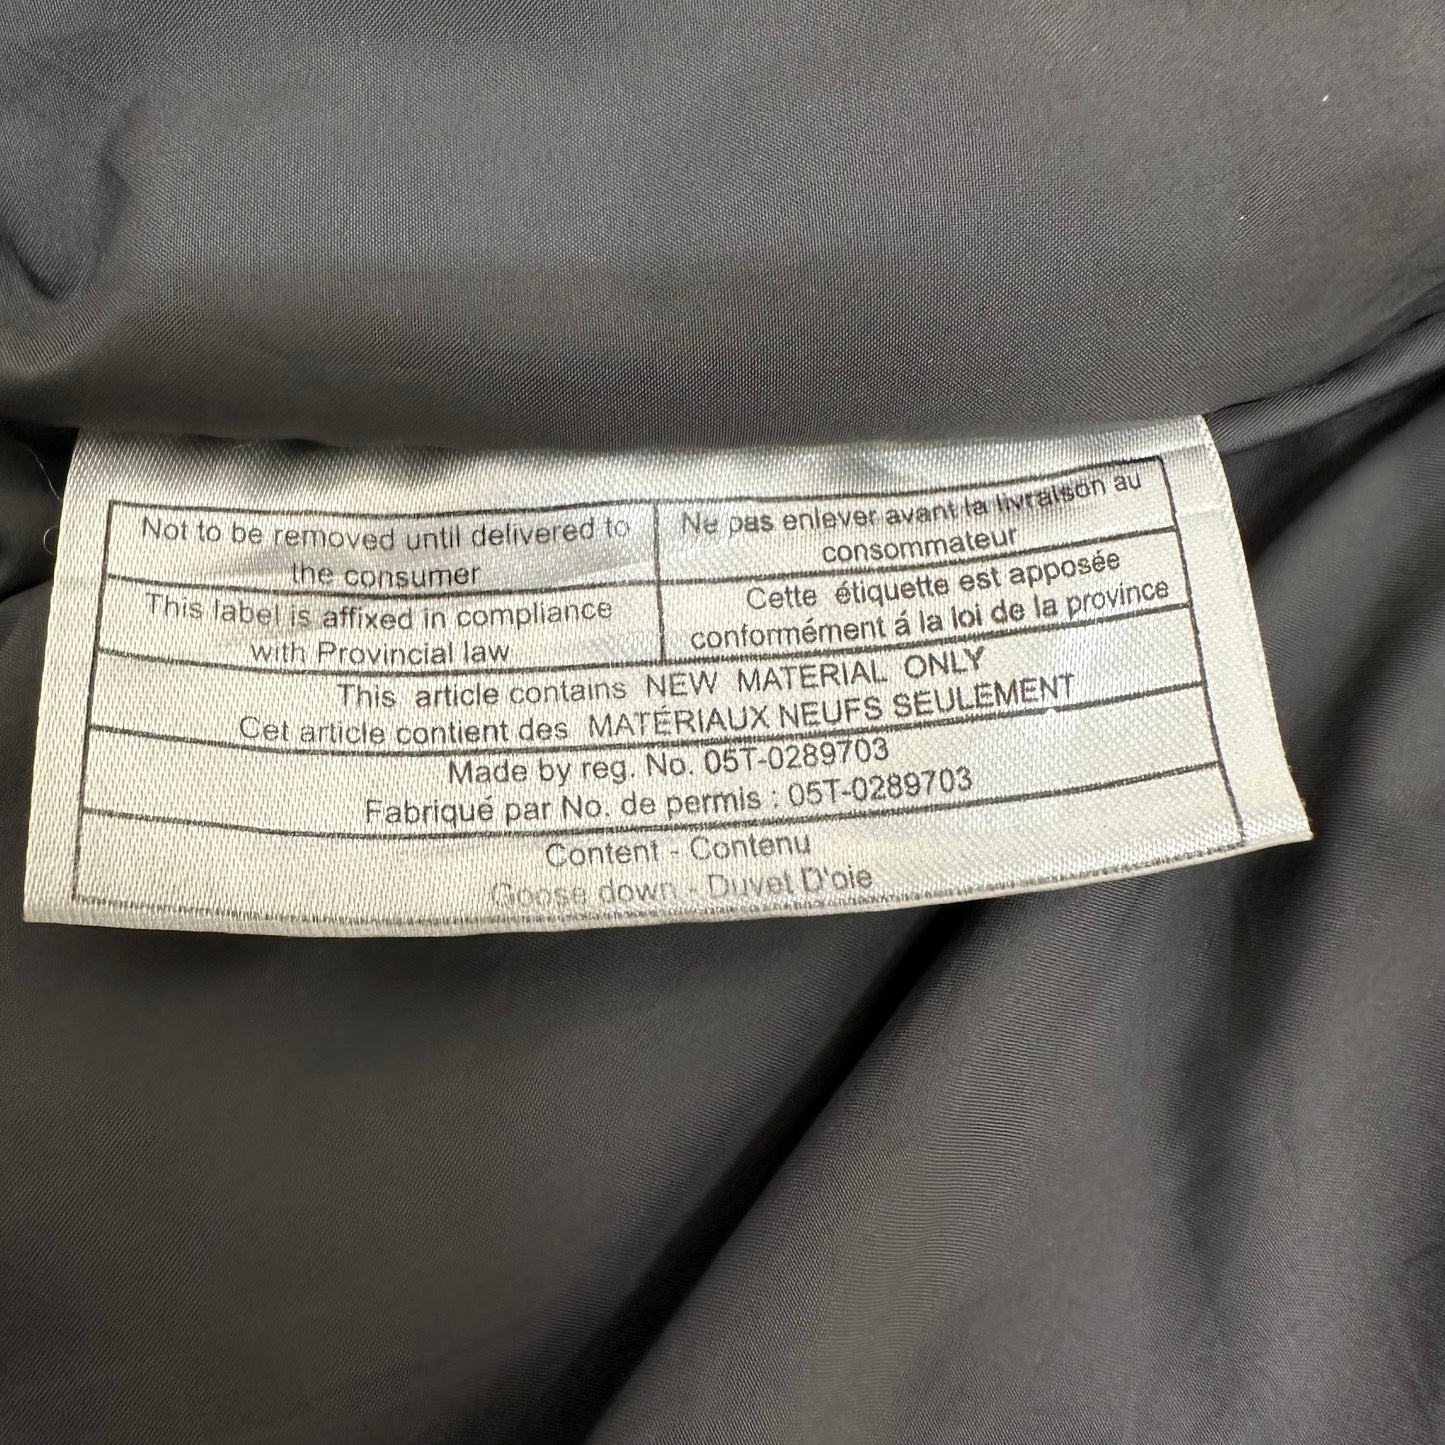 Not to be removed until delivered to
the consumer
Ne pas enlever avant la livraison au
consommateur
This label is affixed in compliance
with Provincial law
Cette étiquette est apposée
conformément á la loi de la province
This article contains NEW MATERIAL ONLY
Cet article contient des MATÉRIAUX NEUFS SEULEMENT
Made by reg. No. 05T-0289703
Fabriqué par No. de permis : 05T-0289703
Content - Contenu
Goose down - Duvet D'oie